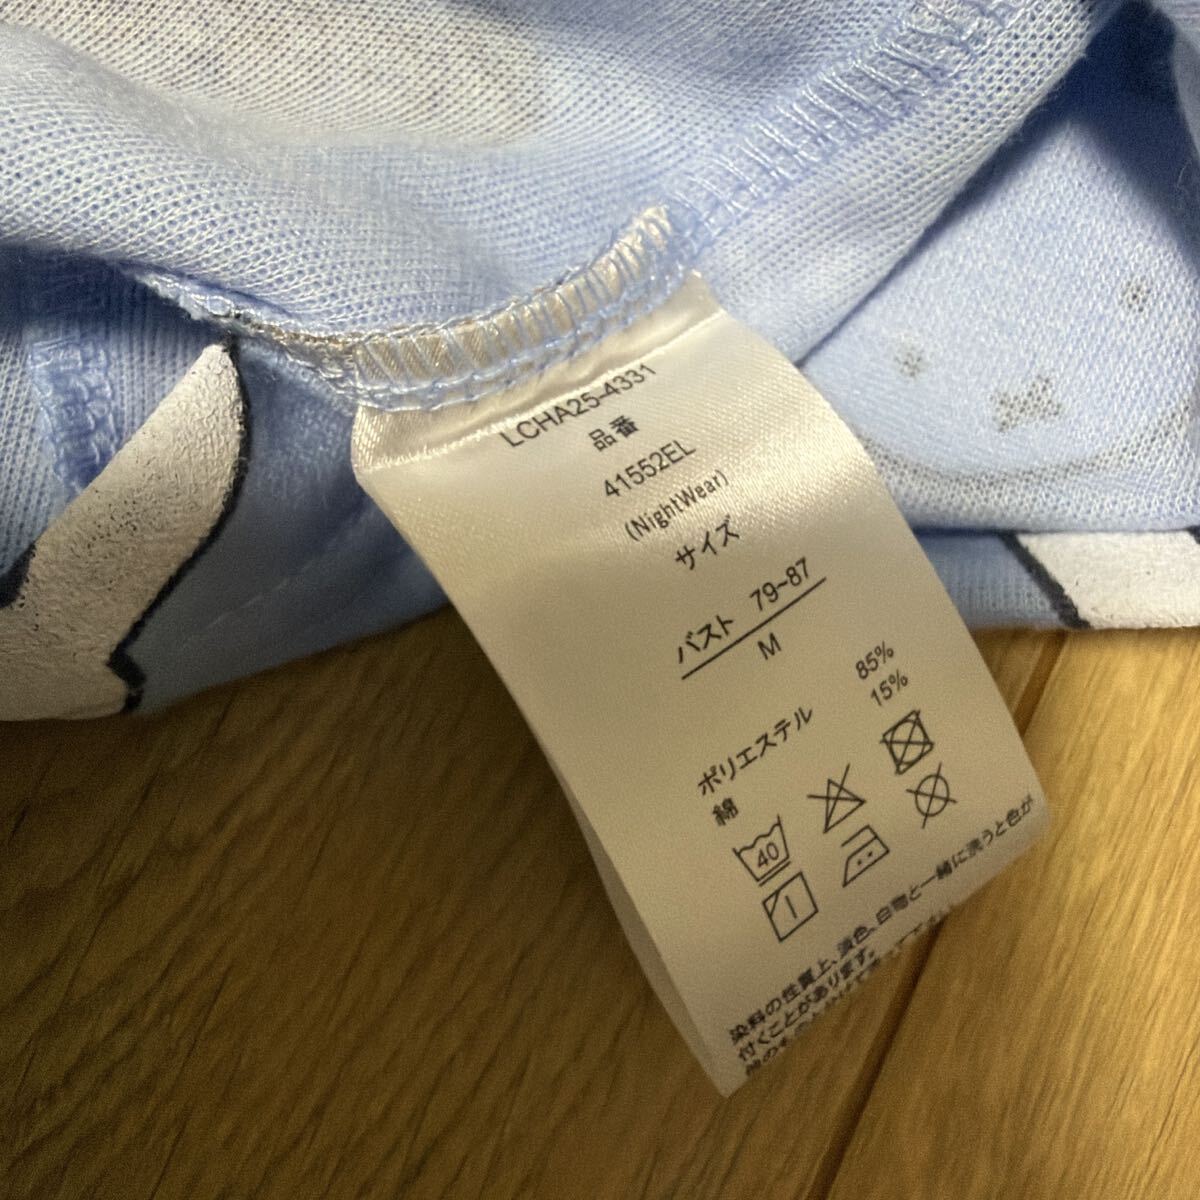 LCHA25-4331
品番
41552EL
(NightWear)
サイズ
バスト 79~87
M
ポリエステル 85%
綿 15%
40
染料の性質上、淡色、白物と一緒に洗うと色が
付くことがあります。